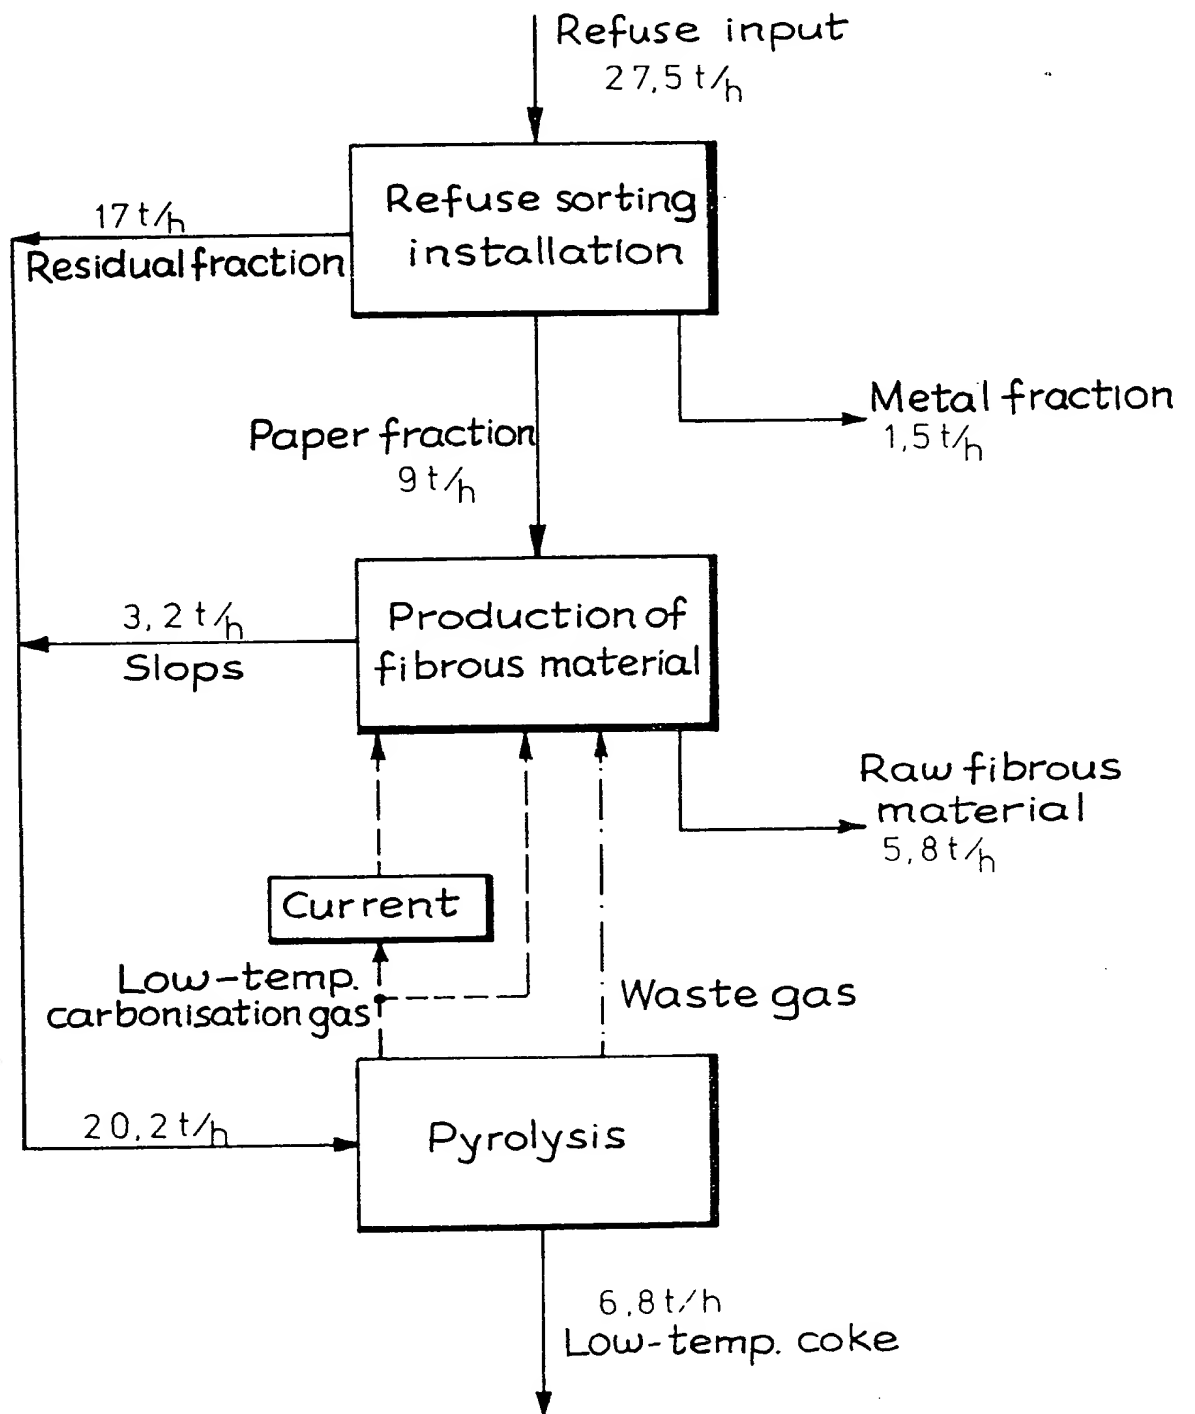 Refuse input
27,5 t/h
Refuse sorting
installation
17 t/h
Residual fraction
Metal fraction
1,5 t/h
Paper fraction
9 t/h
Production of
fibrous material
3,2 t/h
Slops
Raw fibrous
material
5,8 t/h
Current
Low-temp.
carbonisation gas
Waste gas
20,2 t/h
Pyrolysis
6,8 t/h
Low-temp. coke